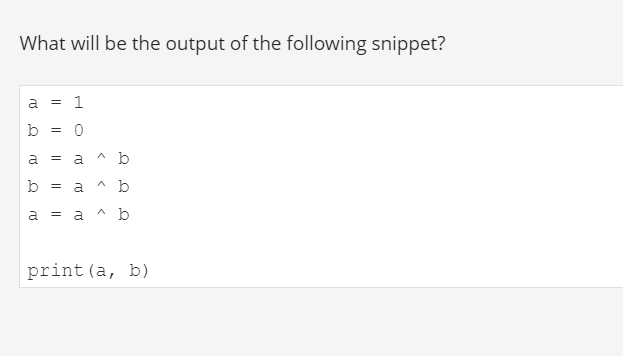 What will be the output of the following snippet?
a = 1
b = 0
a = a ^ b
b = a ^ b
a = a ^ b
print(a, b)